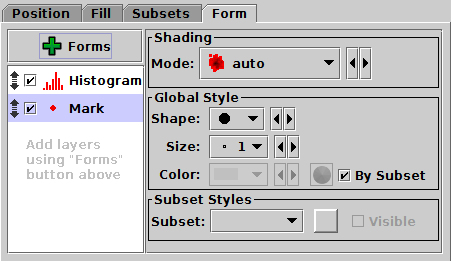 Position Fill Subsets Form
Forms
Histogram
Mark
Add layers
using "Forms"
button above
Shading
Mode: auto
Global Style
Shape:
Size: 1
Color: By Subset
Subset Styles
Subset: Visible